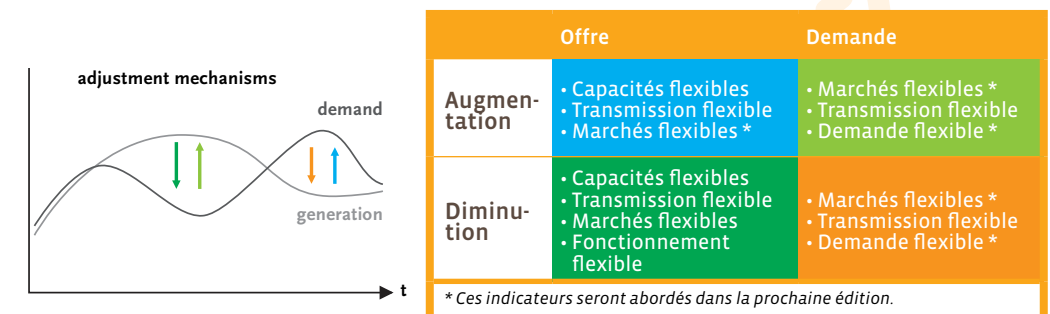 adjustment mechanisms
demand
generation
t
Offre
Demande
Augmen-
tation
• Capacités flexibles
• Transmission flexible
• Marchés flexibles *
• Marchés flexibles *
• Transmission flexible
• Demande flexible *
Diminu-
tion
• Capacités flexibles
• Transmission flexible
• Marchés flexibles
• Fonctionnement
flexible
• Marchés flexibles *
• Transmission flexible
• Demande flexible *
* Ces indicateurs seront abordés dans la prochaine édition.